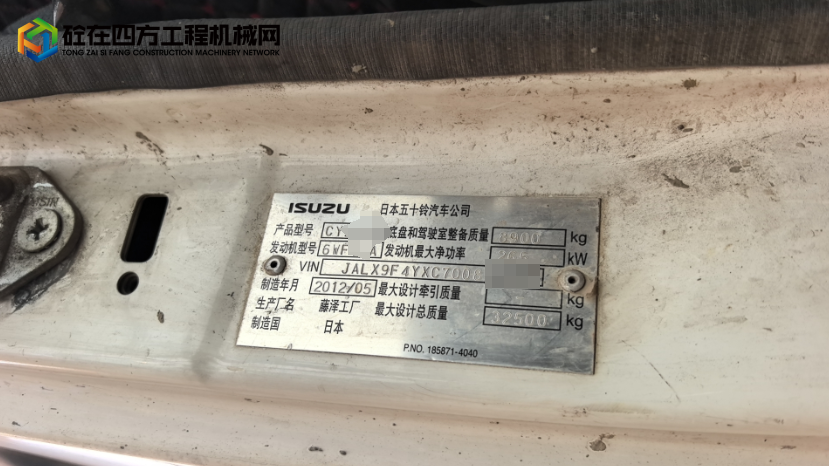 砼在四方工程机械网
TONG ZAI SI FANG CONSTRUCTION MACHINERY NETWORK
AISIN
ISUZU 日本五十铃汽车公司
产品型号 CY 底盘和驾驶室整备质量 8900 kg
发动机型号 6WF A 发动机最大净功率 kW
VIN JALX9F4YXC7000
制造年月 2012/05 最大设计牵引质量 kg
生产厂名 藤泽工厂 最大设计总质量 32500 kg
制造国 日本
P.NO. 185871-4040